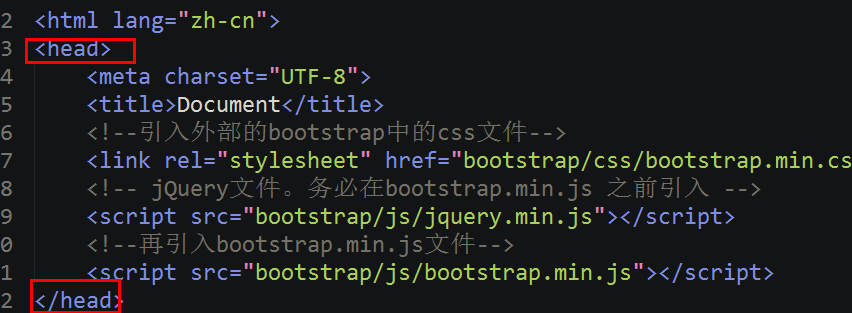 2 <html lang="zh-cn">
3 <head>
4 <meta charset="UTF-8">
5 <title>Document</title>
6 <!--引入外部的bootstrap中的css文件-->
7 <link rel="stylesheet" href="bootstrap/css/bootstrap.min.cs
8 <!-- jQuery文件。务必在bootstrap.min.js 之前引入 -->
9 <script src="bootstrap/js/jquery.min.js"></script>
0 <!--再引入bootstrap.min.js文件-->
1 <script src="bootstrap/js/bootstrap.min.js"></script>
2 </head>